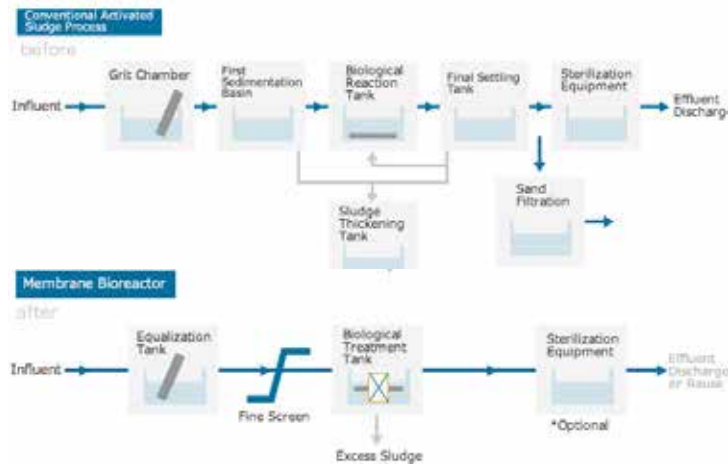 Conventional Activated
Sludge Process
before
Grit Chamber
First
Sedimentation
Basin
Biological
Reaction
Tank
Final Settling
Tank
Sterilization
Equipment
Influent
Effluent
Discharg
Sludge
Thickening
Tank
Sand
Filtration
Membrane Bioreactor
after
Equalization
Tank
Biological
Treatment
Tank
Sterilization
Equipment
Influent
Effluent
Discharge
or Reuse
Fine Screen
*Optional
Excess Sludge